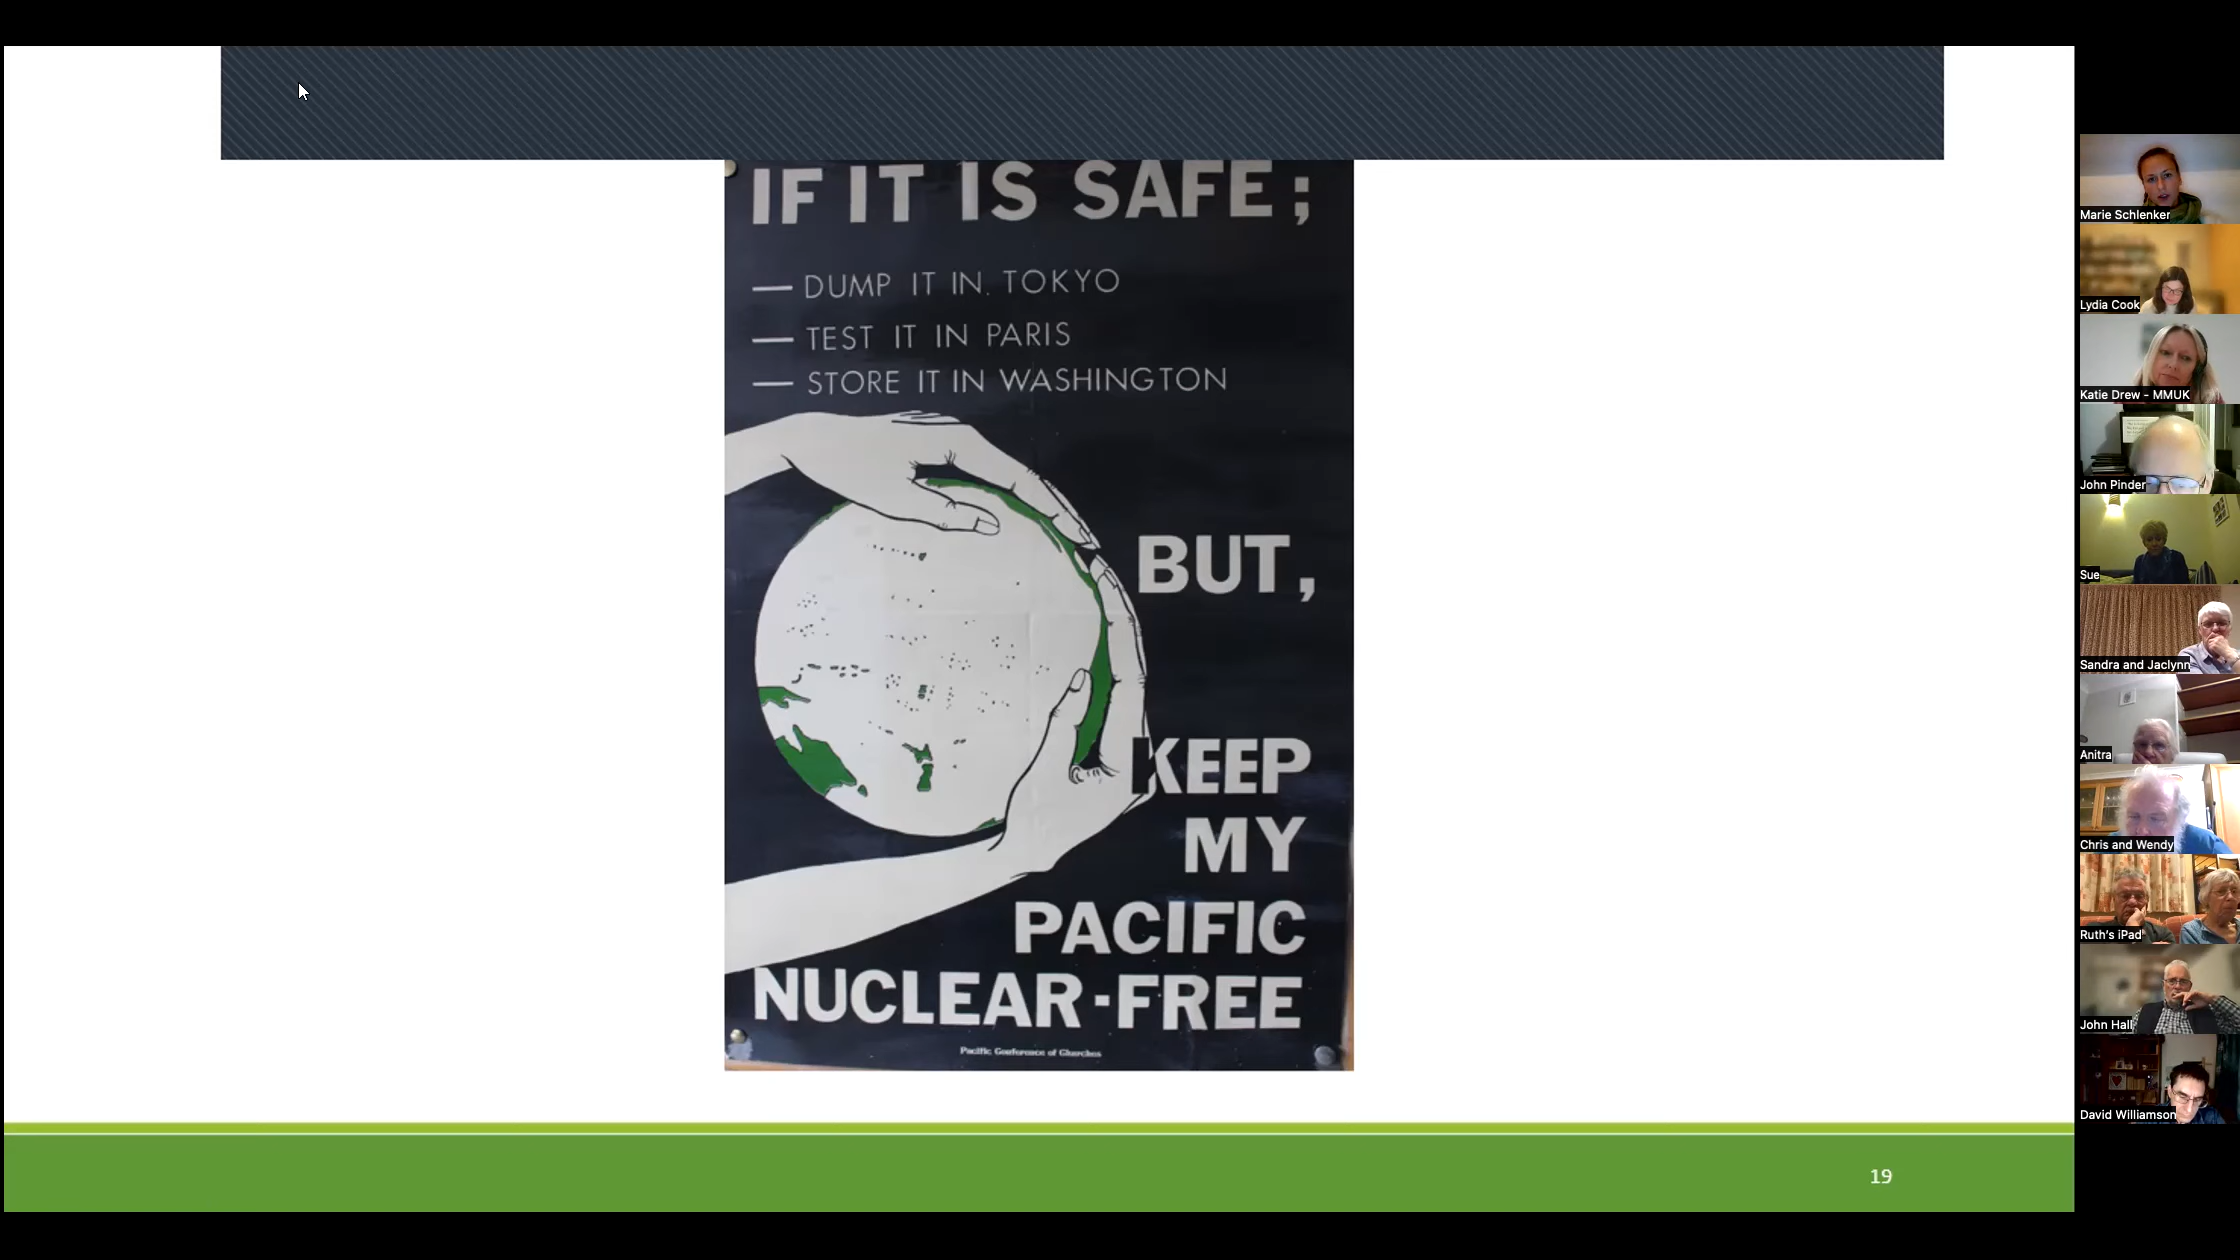 IF IT IS SAFE;
— DUMP IT IN. TOKYO
— TEST IT IN PARIS
— STORE IT IN WASHINGTON
BUT,
KEEP
MY
PACIFIC
NUCLEAR-FREE
Pacific Conference of Churches
19
Marie Schlenker
Lydia Cook
Katie Drew - MMUK
John Pinder
Sue
Sandra and Jaclynn
Anitra
Chris and Wendy
Ruth's iPad
John Hall
David Williamson